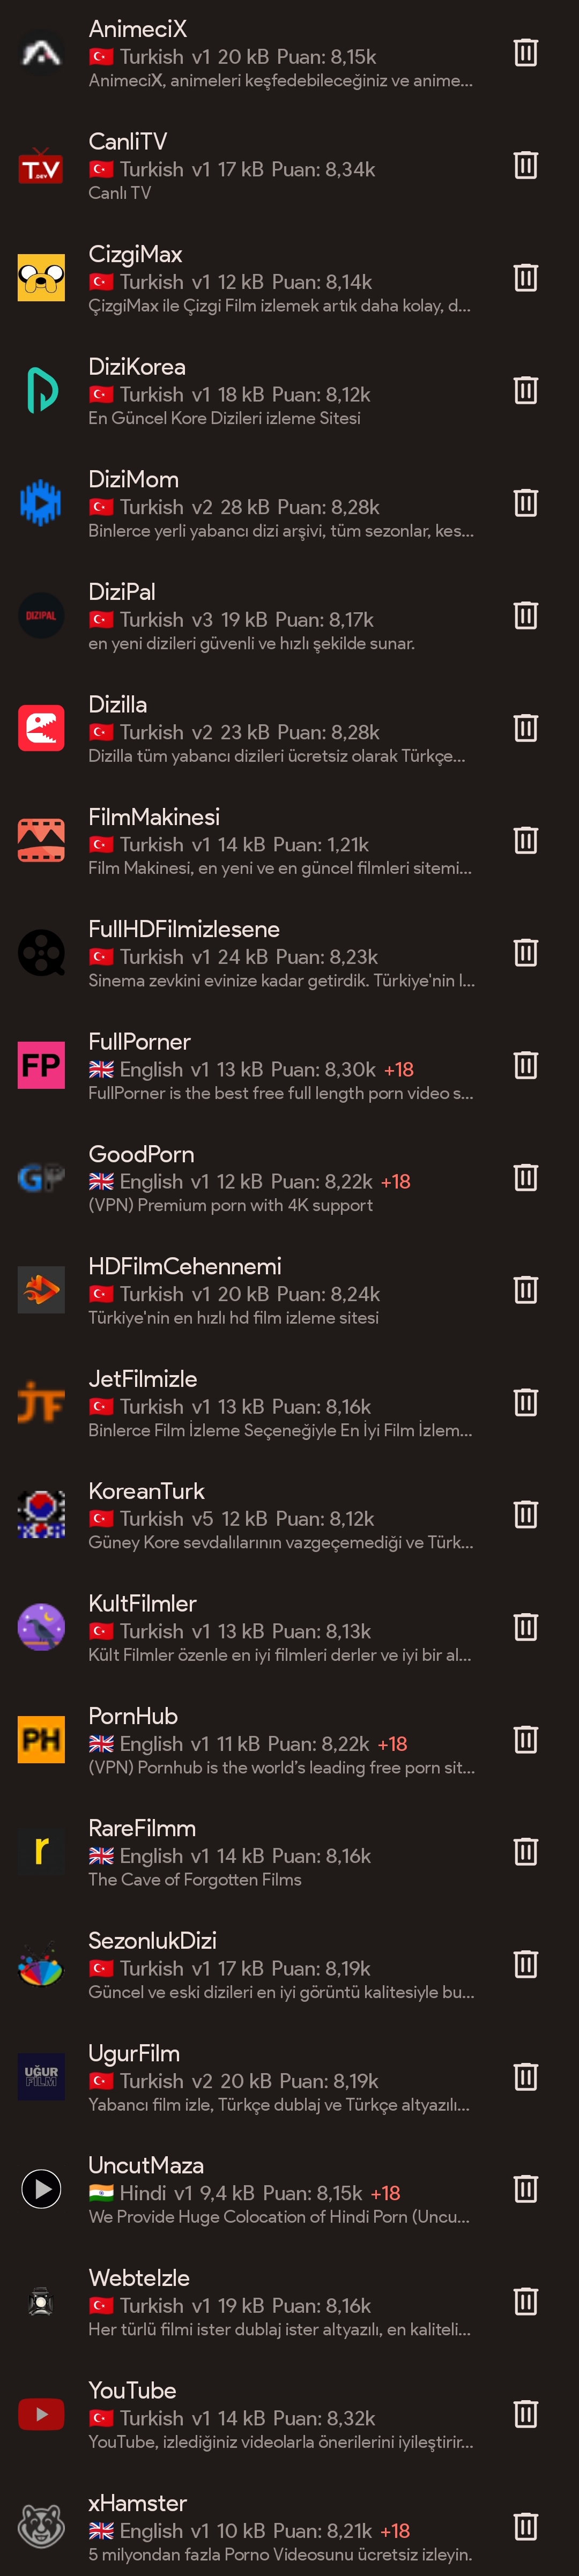 AnimeciX
🇹🇷 Turkish v1 20 kB Puan: 8,15k
AnimeciX, animeleri keşfedebileceğiniz ve anime...
TV
.DEV
CanliTV
🇹🇷 Turkish v1 17 kB Puan: 8,34k
Canlı TV
CizgiMax
🇹🇷 Turkish v1 12 kB Puan: 8,14k
ÇizgiMax ile Çizgi Film izlemek artık daha kolay, d...
DiziKorea
🇹🇷 Turkish v1 18 kB Puan: 8,12k
En Güncel Kore Dizileri izleme Sitesi
DiziMom
🇹🇷 Turkish v2 28 kB Puan: 8,28k
Binlerce yerli yabancı dizi arşivi, tüm sezonlar, kes...
DIZIPAL
DiziPal
🇹🇷 Turkish v3 19 kB Puan: 8,17k
en yeni dizileri güvenli ve hızlı şekilde sunar.
Dizilla
🇹🇷 Turkish v2 23 kB Puan: 8,28k
Dizilla tüm yabancı dizileri ücretsiz olarak Türkçe...
FilmMakinesi
🇹🇷 Turkish v1 14 kB Puan: 1,21k
Film Makinesi, en yeni ve en güncel filmleri sitemi...
FullHDFilmizlesene
🇹🇷 Turkish v1 24 kB Puan: 8,23k
Sinema zevkini evinize kadar getirdik. Türkiye'nin l...
FP
FullPorner
🇬🇧 English v1 13 kB Puan: 8,30k +18
FullPorner is the best free full length porn video s...
GP
GoodPorn
🇬🇧 English v1 12 kB Puan: 8,22k +18
(VPN) Premium porn with 4K support
HDFilmCehennemi
🇹🇷 Turkish v1 20 kB Puan: 8,24k
Türkiye'nin en hızlı hd film izleme sitesi
JF
JetFilmizle
🇹🇷 Turkish v1 13 kB Puan: 8,16k
Binlerce Film İzleme Seçeneğiyle En İyi Film İzlem...
KoreanTurk
🇹🇷 Turkish v5 12 kB Puan: 8,12k
Güney Kore sevdalılarının vazgeçemediği ve Türk...
KultFilmler
🇹🇷 Turkish v1 13 kB Puan: 8,13k
Kült Filmler özenle en iyi filmleri derler ve iyi bir al...
PH
PornHub
🇬🇧 English v1 11 kB Puan: 8,22k +18
(VPN) Pornhub is the world's leading free porn sit...
r
RareFilmm
🇬🇧 English v1 14 kB Puan: 8,16k
The Cave of Forgotten Films
SezonlukDizi
🇹🇷 Turkish v1 17 kB Puan: 8,19k
Güncel ve eski dizileri en iyi görüntü kalitesiyle bu...
UĞUR
FİLM
UgurFilm
🇹🇷 Turkish v2 20 kB Puan: 8,19k
Yabancı film izle, Türkçe dublaj ve Türkçe altyazılı...
UncutMaza
🇮🇳 Hindi v1 9,4 kB Puan: 8,15k +18
We Provide Huge Colocation of Hindi Porn (Uncu...
WebteIzle
🇹🇷 Turkish v1 19 kB Puan: 8,16k
Her türlü filmi ister dublaj ister altyazılı, en kaliteli...
YouTube
🇹🇷 Turkish v1 14 kB Puan: 8,32k
YouTube, izlediğiniz videolarla önerilerini iyileştirir...
xHamster
🇬🇧 English v1 10 kB Puan: 8,21k +18
5 milyondan fazla Porno Videosunu ücretsiz izleyin.